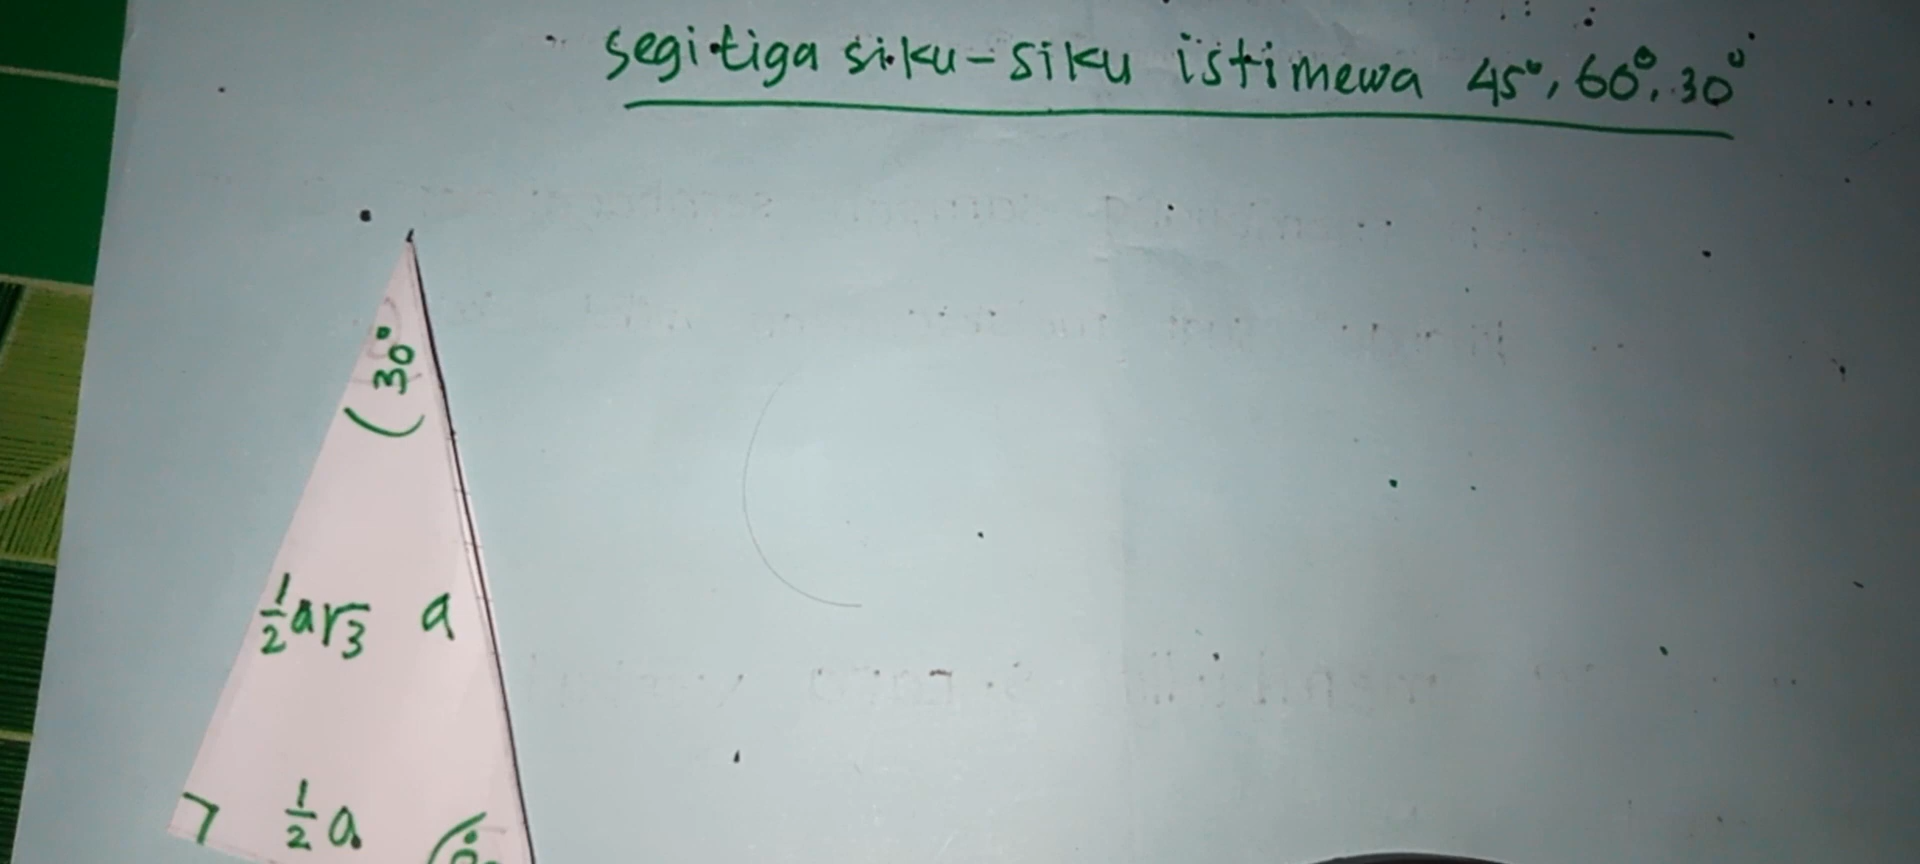 segitiga siku-siku istimewa 45°, 60°, 30°
30°
½a√3 a
½a